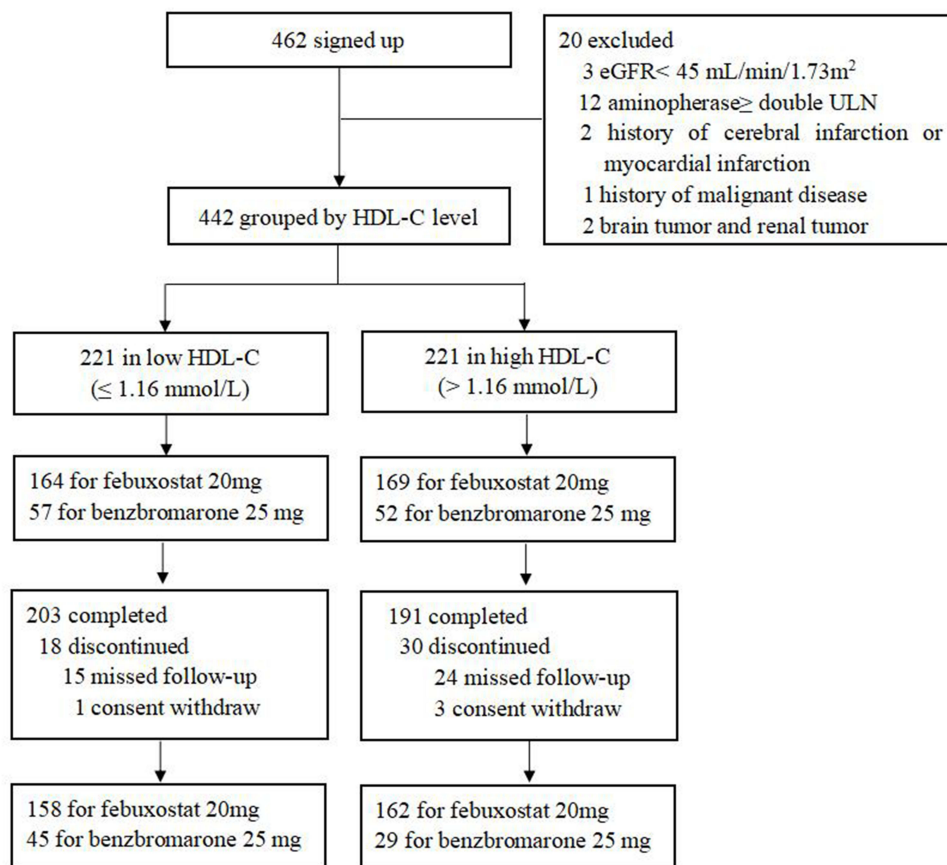 462 signed up
20 excluded
3 eGFR< 45 mL/min/1.73m²
12 aminopherase≥ double ULN
2 history of cerebral infarction or
myocardial infarction
1 history of malignant disease
2 brain tumor and renal tumor
442 grouped by HDL-C level
221 in low HDL-C
(≤ 1.16 mmol/L)
221 in high HDL-C
(> 1.16 mmol/L)
164 for febuxostat 20mg
57 for benzbromarone 25 mg
169 for febuxostat 20mg
52 for benzbromarone 25 mg
203 completed
18 discontinued
15 missed follow-up
1 consent withdraw
191 completed
30 discontinued
24 missed follow-up
3 consent withdraw
158 for febuxostat 20mg
45 for benzbromarone 25 mg
162 for febuxostat 20mg
29 for benzbromarone 25 mg